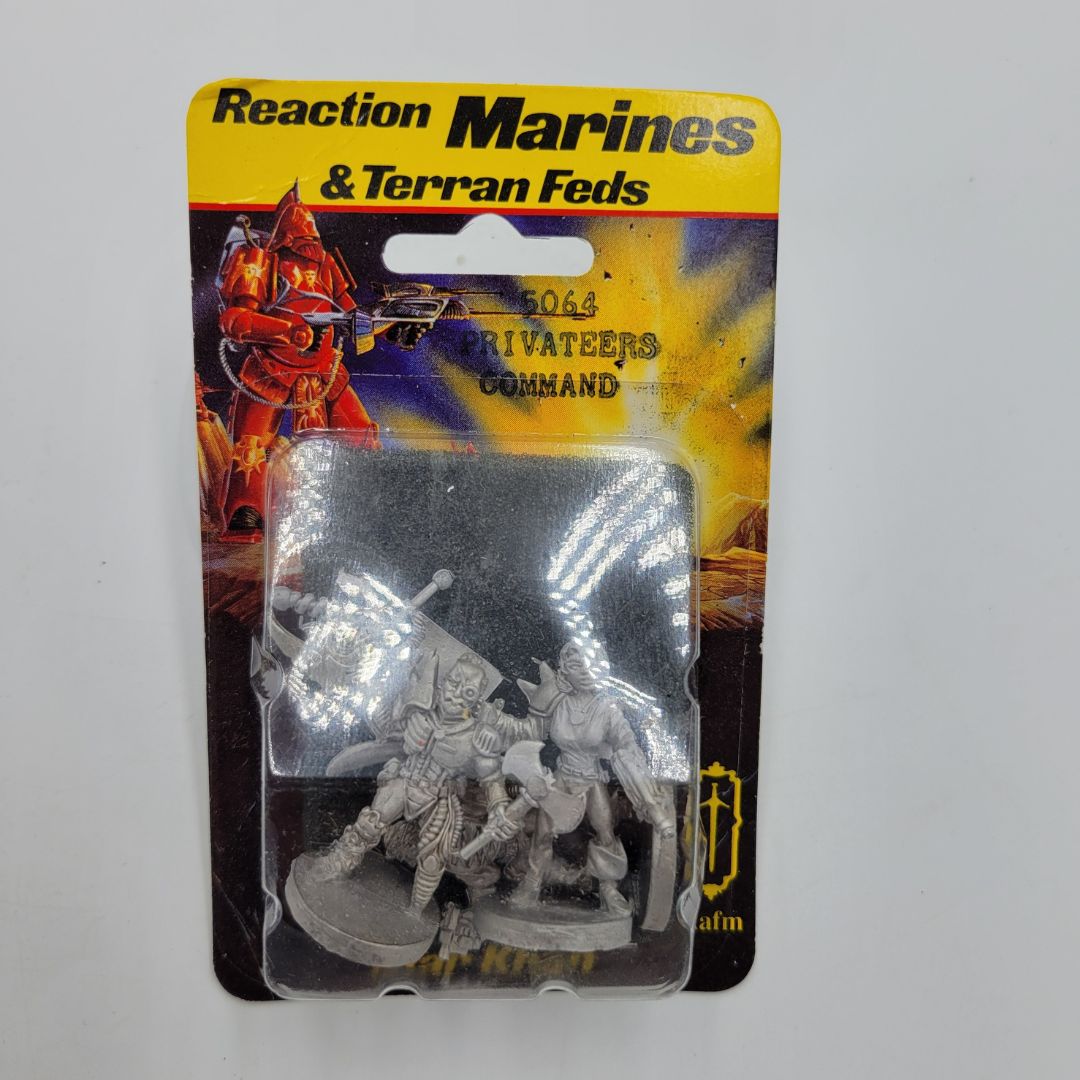 Reaction Marines
& Terran Feds
5064
PRIVATEERS
COMMAND